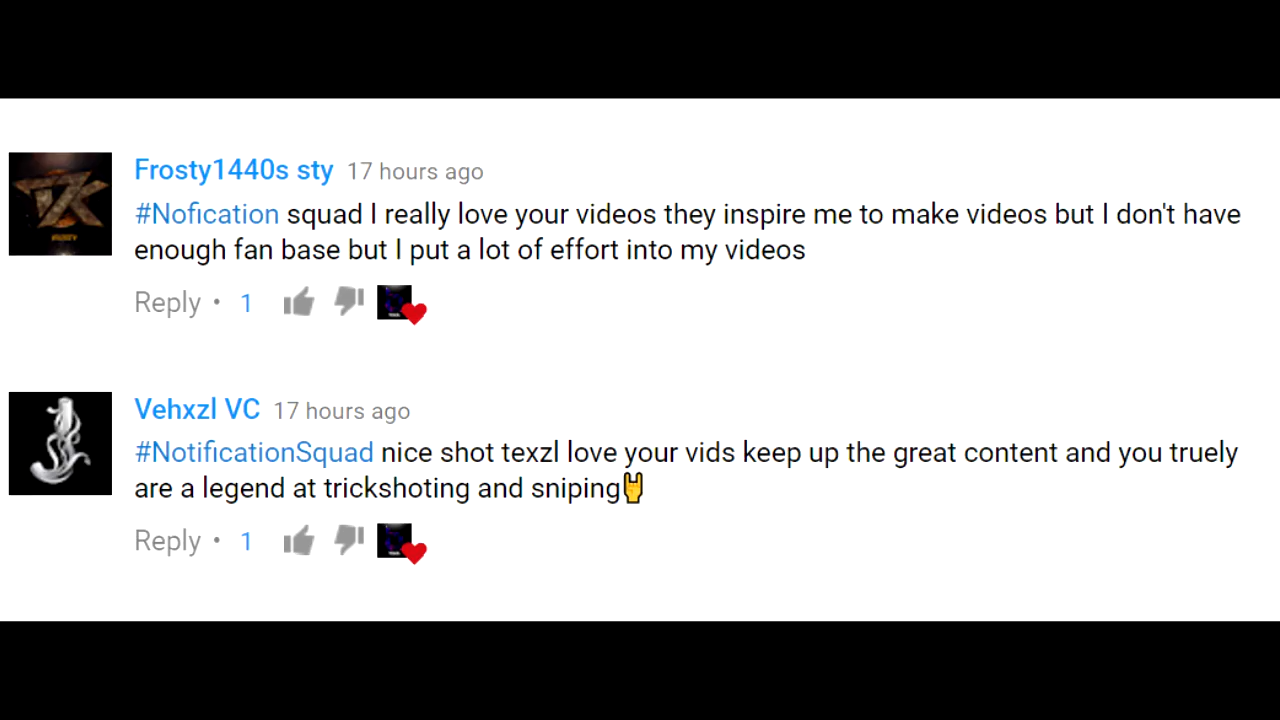 Frosty1440s sty 17 hours ago
#Nofication squad I really love your videos they inspire me to make videos but I don't have
enough fan base but I put a lot of effort into my videos
Reply • 1
Vehxzl VC 17 hours ago
#NotificationSquad nice shot texzl love your vids keep up the great content and you truely
are a legend at trickshoting and sniping🤘
Reply • 1